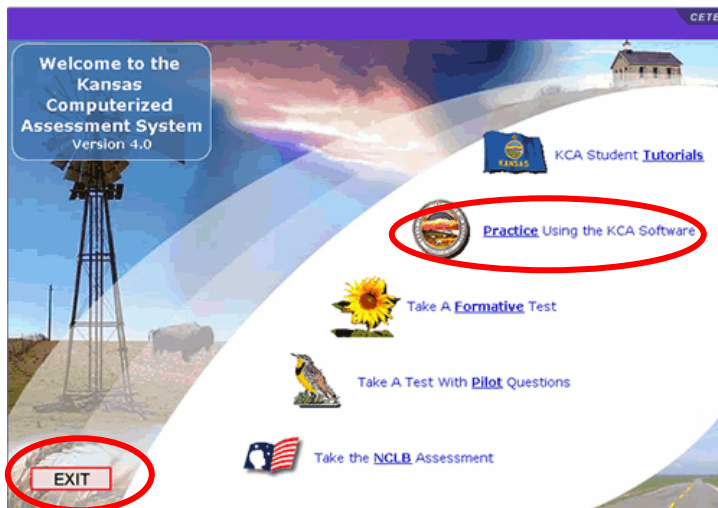 CETE
Welcome to the
Kansas
Computerized
Assessment System
Version 4.0
KANSAS
KCA Student Tutorials
Practice Using the KCA Software
Take A Formative Test
Take A Test With Pilot Questions
Take the NCLB Assessment
EXIT